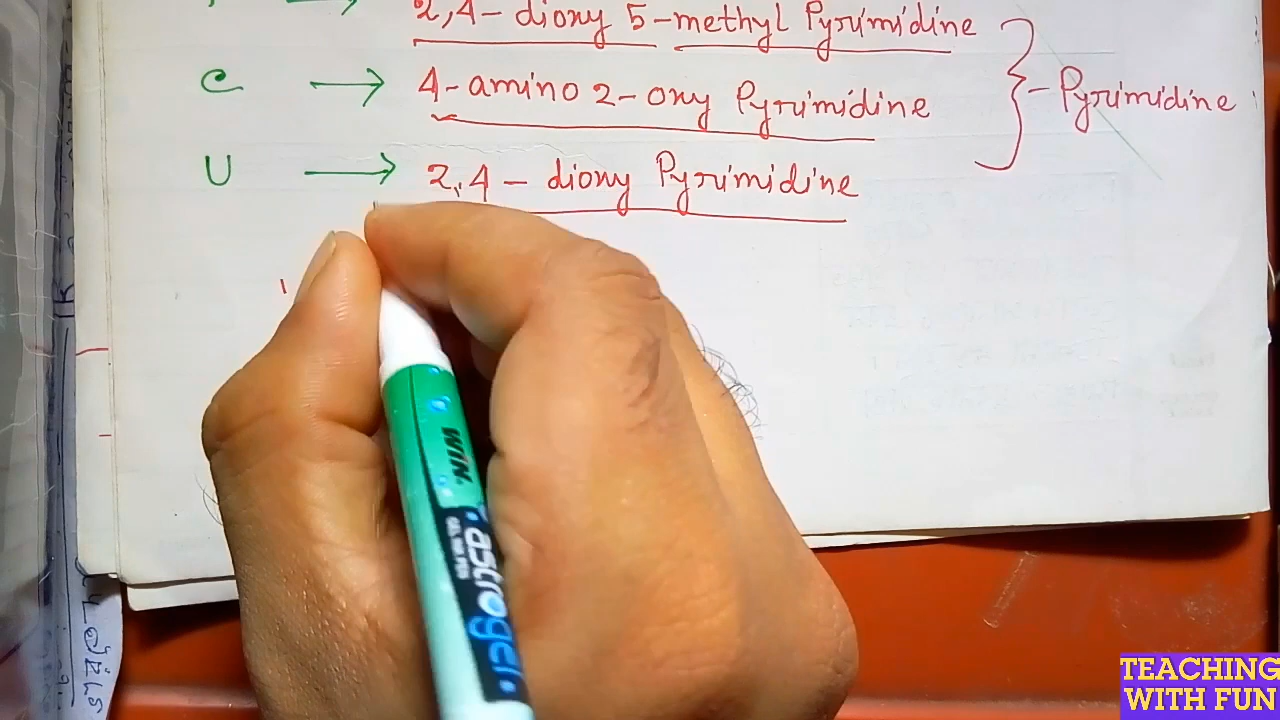 → 2,4- dioxy 5-methyl Pyrimidine
C → 4-amino 2-oxy Pyrimidine } - Pyrimidine
U → 2,4 - dioxy Pyrimidine
WIN
astrogel
TEACHING
WITH FUN